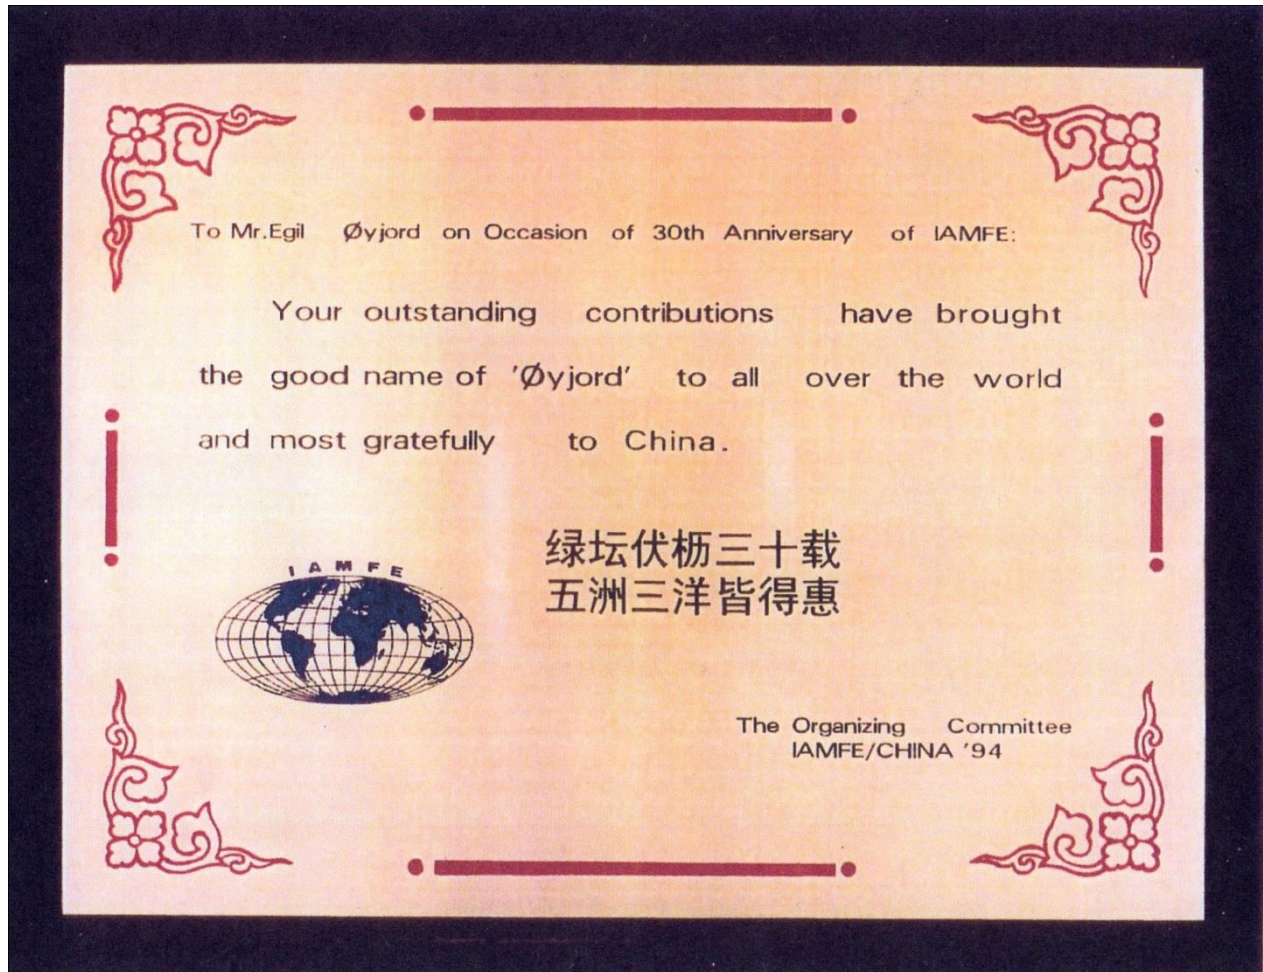 To Mr.Egil Øyjord on Occasion of 30th Anniversary of IAMFE:
Your outstanding contributions have brought
the good name of 'Øyjord' to all over the world
and most gratefully to China.
绿坛伏枥三十载
五洲三洋皆得惠
IAMFE
The Organizing Committee
IAMFE/CHINA '94